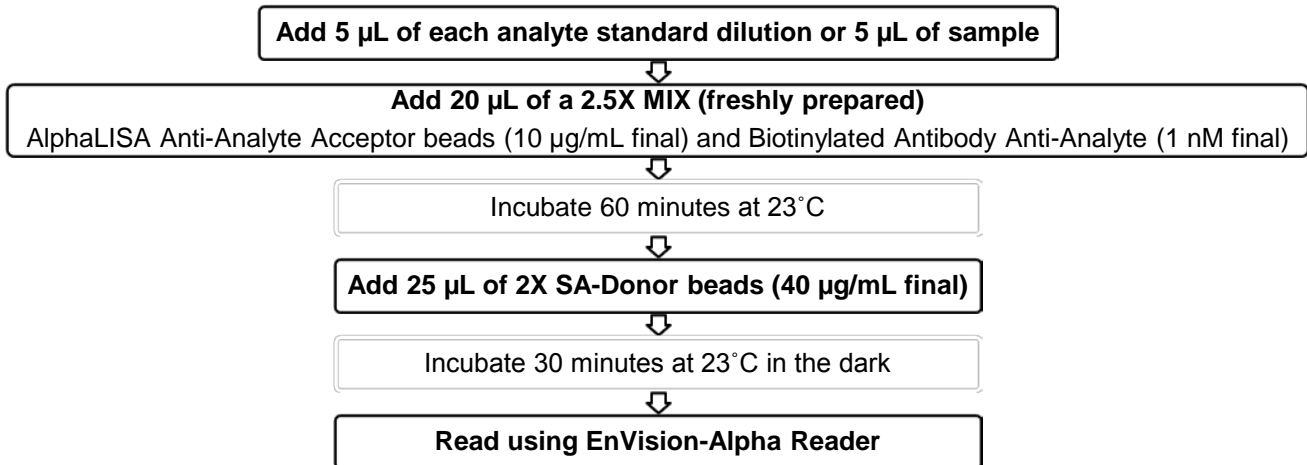 Add 5 µL of each analyte standard dilution or 5 µL of sample
Add 20 µL of a 2.5X MIX (freshly prepared)
AlphaLISA Anti-Analyte Acceptor beads (10 µg/mL final) and Biotinylated Antibody Anti-Analyte (1 nM final)
Incubate 60 minutes at 23˚C
Add 25 µL of 2X SA-Donor beads (40 µg/mL final)
Incubate 30 minutes at 23˚C in the dark
Read using EnVision-Alpha Reader